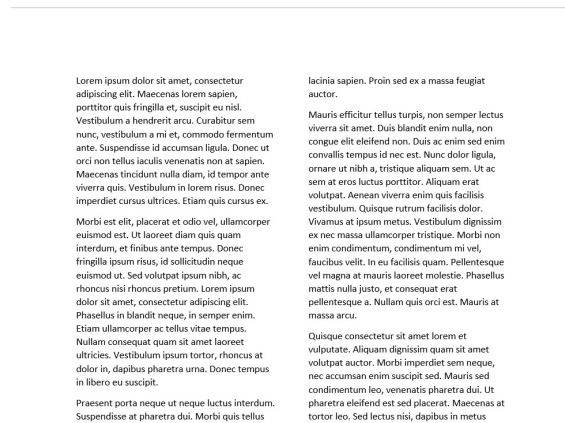 Lorem ipsum dolor sit amet, consectetur
adipiscing elit. Maecenas lorem sapien,
porttitor quis fringilla et, suscipit eu nisl.
Vestibulum a hendrerit arcu. Curabitur sem
nunc, vestibulum a mi et, commodo fermentum
ante. Suspendisse id accumsan ligula. Donec ut
orci non tellus iaculis venenatis non at sapien.
Maecenas tincidunt nulla diam, id tempor ante
viverra quis. Vestibulum in lorem risus. Donec
imperdiet cursus ultrices. Etiam quis cursus ex.
Morbi est elit, placerat et odio vel, ullamcorper
euismod est. Ut laoreet diam quis quam
interdum, et finibus ante tempus. Donec
fringilla ipsum risus, id sollicitudin neque
euismod ut. Sed volutpat ipsum nibh, ac
rhoncus nisi rhoncus pretium. Lorem ipsum
dolor sit amet, consectetur adipiscing elit.
Phasellus in blandit neque, in semper enim.
Etiam ullamcorper ac tellus vitae tempus.
Nullam consequat quam sit amet laoreet
ultricies. Vestibulum ipsum tortor, rhoncus at
dolor in, dapibus pharetra urna. Donec tempus
in libero eu suscipit.
Praesent porta neque ut neque luctus interdum.
Suspendisse at pharetra dui. Morbi quis tellus
lacinia sapien. Proin sed ex a massa feugiat
auctor.
Mauris efficitur tellus turpis, non semper lectus
viverra sit amet. Duis blandit enim nulla, non
congue elit eleifend non. Duis ac enim sed enim
convallis tempus id nec est. Nunc dolor ligula,
ornare ut nibh a, tristique aliquam sem. Ut ac
sem at eros luctus porttitor. Aliquam erat
volutpat. Aenean viverra enim quis facilisis
vestibulum. Quisque rutrum facilisis dolor.
Vivamus at ipsum metus. Vestibulum dignissim
ex nec massa ullamcorper tristique. Morbi non
enim condimentum, condimentum mi vel,
faucibus velit. In eu facilisis quam. Pellentesque
vel magna at mauris laoreet molestie. Phasellus
mattis nulla justo, et consequat erat
pellentesque a. Nullam quis orci est. Mauris at
massa arcu.
Quisque consectetur sit amet lorem et
vulputate. Aliquam dignissim quam sit amet
volutpat auctor. Morbi imperdiet sem neque,
nec accumsan enim suscipit sed. Mauris sed
condimentum leo, venenatis pharetra dui. Ut
pharetra eleifend est sed placerat. Maecenas at
tortor leo. Sed lectus nisi, dapibus in metus